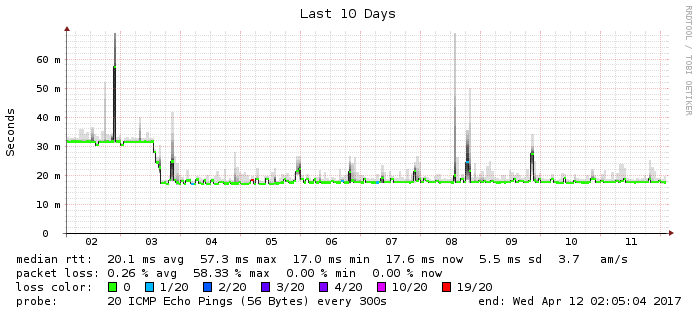 Last 10 Days
RRDTOOL / TOBI OETIKER
Seconds
60 m
50 m
40 m
30 m
20 m
10 m
0
02 03 04 05 06 07 08 09 10 11
median rtt: 20.1 ms avg 57.3 ms max 17.0 ms min 17.6 ms now 5.5 ms sd 3.7 am/s
packet loss: 0.26 % avg 58.33 % max 0.00 % min 0.00 % now
loss color: 0 1/20 2/20 3/20 4/20 10/20 19/20
probe: 20 ICMP Echo Pings (56 Bytes) every 300s end: Wed Apr 12 02:05:04 2017